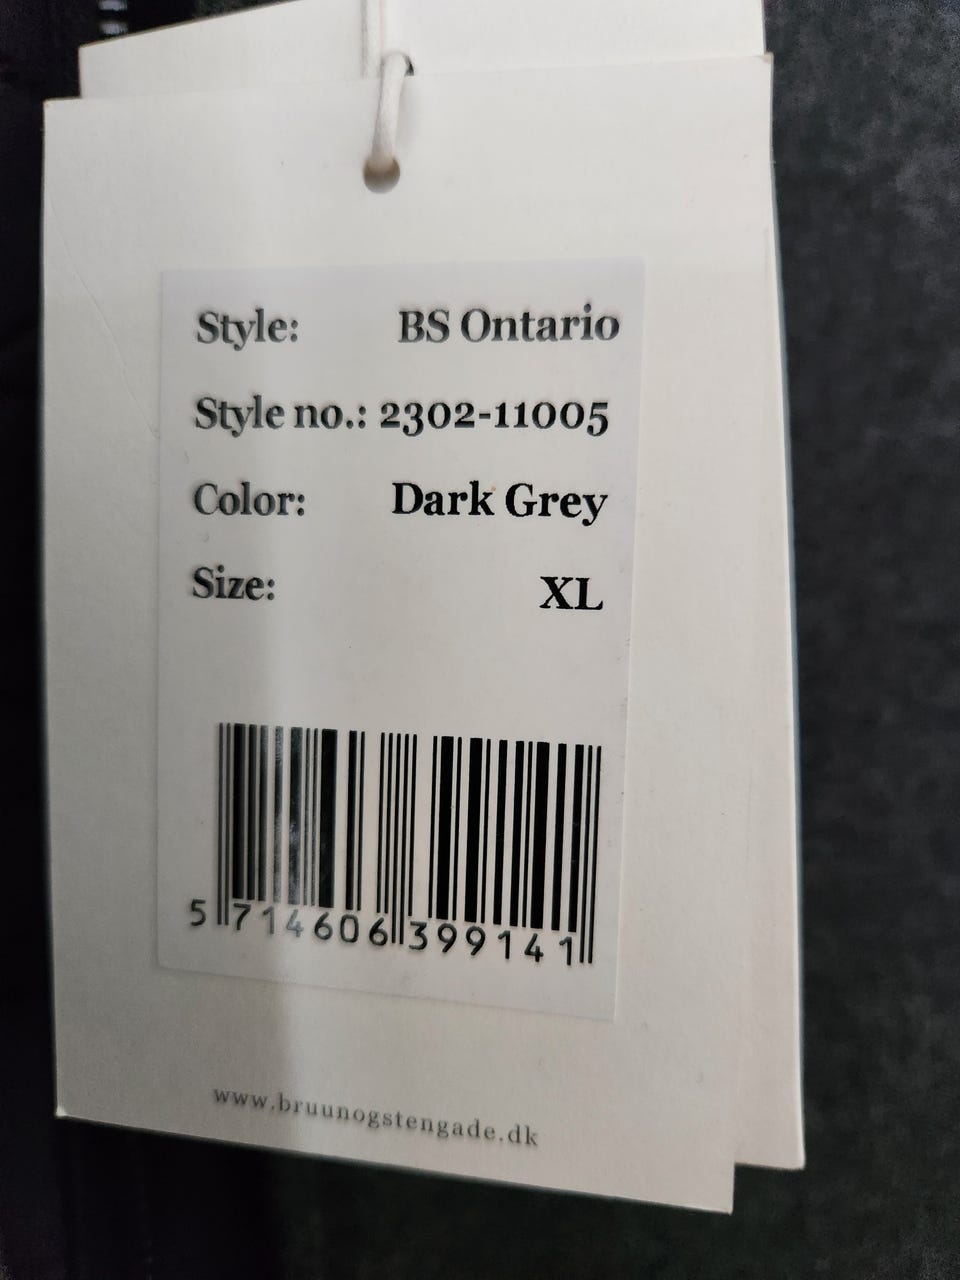 Style: BS Ontario
Style no.: 2302-11005
Color: Dark Grey
Size: XL
5 714606 399141
www.bruunogstengade.dk